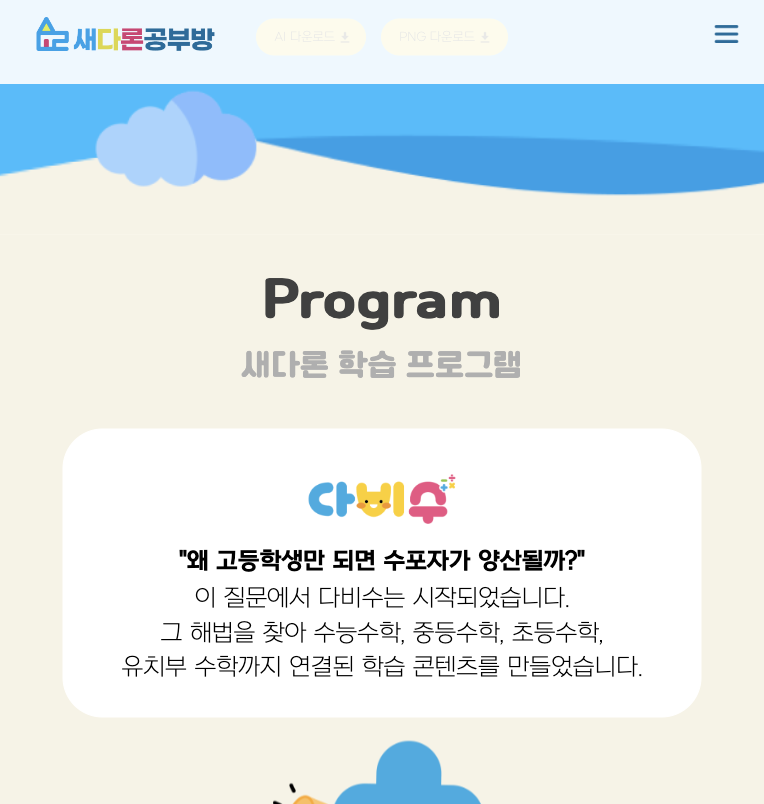 새다론공부방
AI 다운로드
PNG 다운로드
Program
새다론 학습 프로그램
다비수
"왜 고등학생만 되면 수포자가 양산될까?"
이 질문에서 다비수는 시작되었습니다.
그 해법을 찾아 수능수학, 중등수학, 초등수학,
유치부 수학까지 연결된 학습 콘텐츠를 만들었습니다.